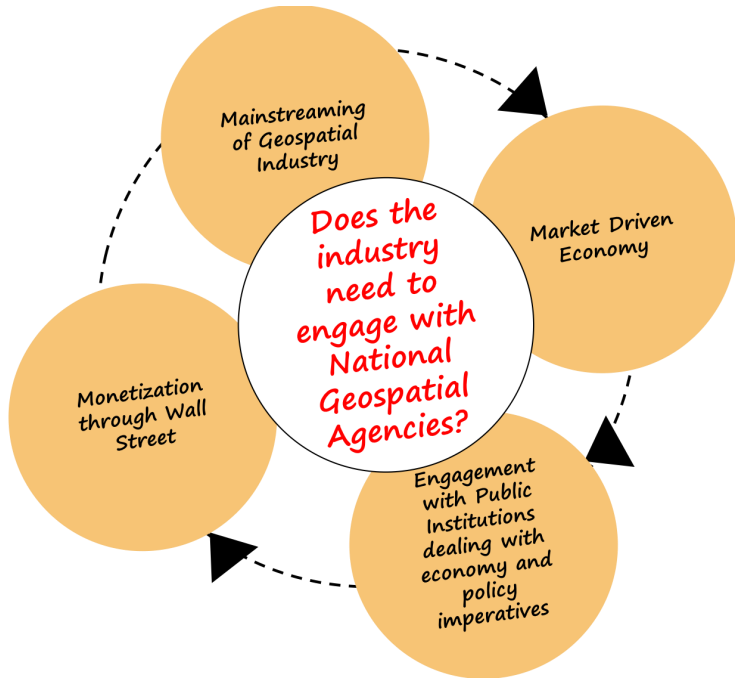 Mainstreaming
of Geospatial
Industry
Market Driven
Economy
Does the
industry
need to
engage with
National
Geospatial
Agencies?
Engagement
with Public
Institutions
dealing with
economy and
policy
imperatives
Monetization
through Wall
Street